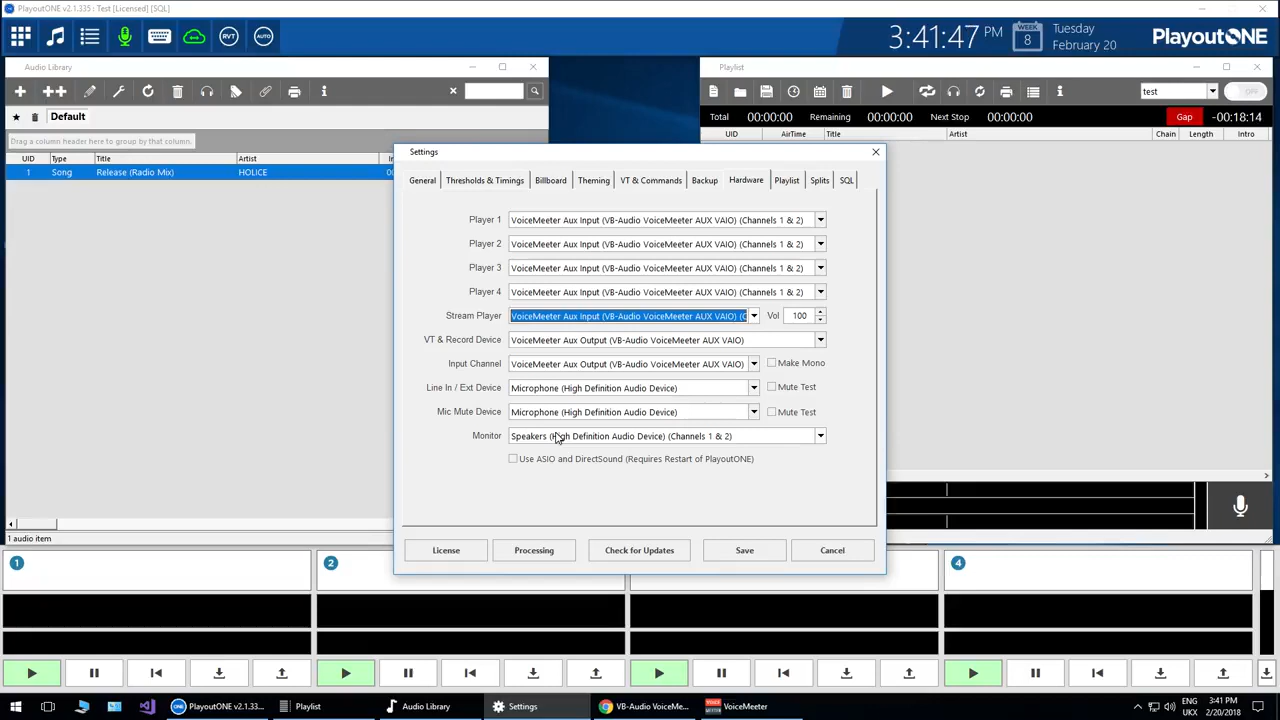 PlayoutONE v2.1.335 : Test [Licensed] (SQL)
RVT
AUTO
3:41:47 PM
WEEK
8
Tuesday
February 20
PlayoutONE
Audio Library
Playlist
test
OFF
Default
Total 00:00:00 Remaining 00:00:00 Next Stop 00:00:00 Gap -00:18:14
Drag a column header here to group by that column.
UID AirTime Title Artist Chain Length Intro
UID Type Title Artist
1 Song Release (Radio Mix) HOLICE
Settings
General Thresholds & Timings Billboard Theming VT & Commands Backup Hardware Playlist Splits SQL
Player 1 VoiceMeeter Aux Input (VB-Audio VoiceMeeter AUX VAIO) (Channels 1 & 2)
Player 2 VoiceMeeter Aux Input (VB-Audio VoiceMeeter AUX VAIO) (Channels 1 & 2)
Player 3 VoiceMeeter Aux Input (VB-Audio VoiceMeeter AUX VAIO) (Channels 1 & 2)
Player 4 VoiceMeeter Aux Input (VB-Audio VoiceMeeter AUX VAIO) (Channels 1 & 2)
Stream Player VoiceMeeter Aux Input (VB-Audio VoiceMeeter AUX VAIO) (C Vol 100
VT & Record Device VoiceMeeter Aux Output (VB-Audio VoiceMeeter AUX VAIO)
Input Channel VoiceMeeter Aux Output (VB-Audio VoiceMeeter AUX VAIO) Make Mono
Line In / Ext Device Microphone (High Definition Audio Device) Mute Test
Mic Mute Device Microphone (High Definition Audio Device) Mute Test
Monitor Speakers (High Definition Audio Device) (Channels 1 & 2)
Use ASIO and DirectSound (Requires Restart of PlayoutONE)
License Processing Check for Updates Save Cancel
1 audio item
1 2 4
PlayoutONE v2.1.33... Playlist Audio Library Settings VB-Audio VoiceMe... VoiceMeeter
ENG
UKX
3:41 PM
2/20/2018